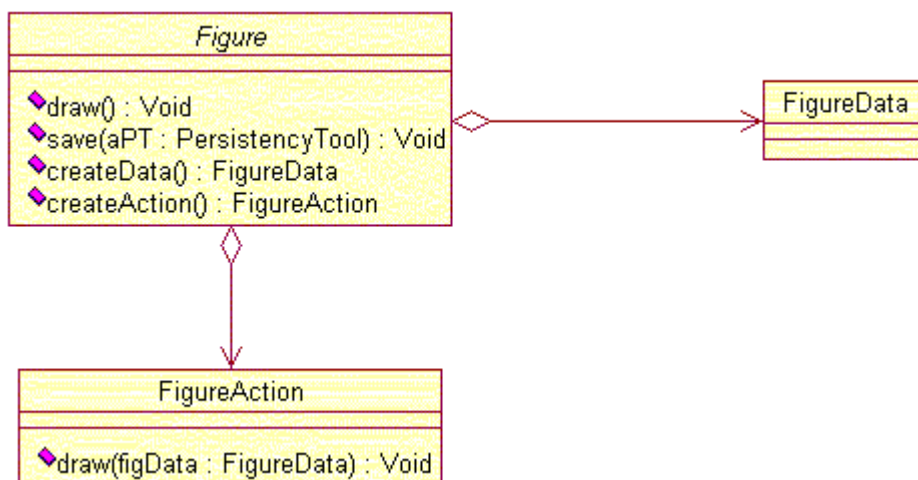 Figure
draw() : Void
save(aPT : PersistencyTool) : Void
createData() : FigureData
createAction() : FigureAction
FigureData
FigureAction
draw(figData : FigureData) : Void